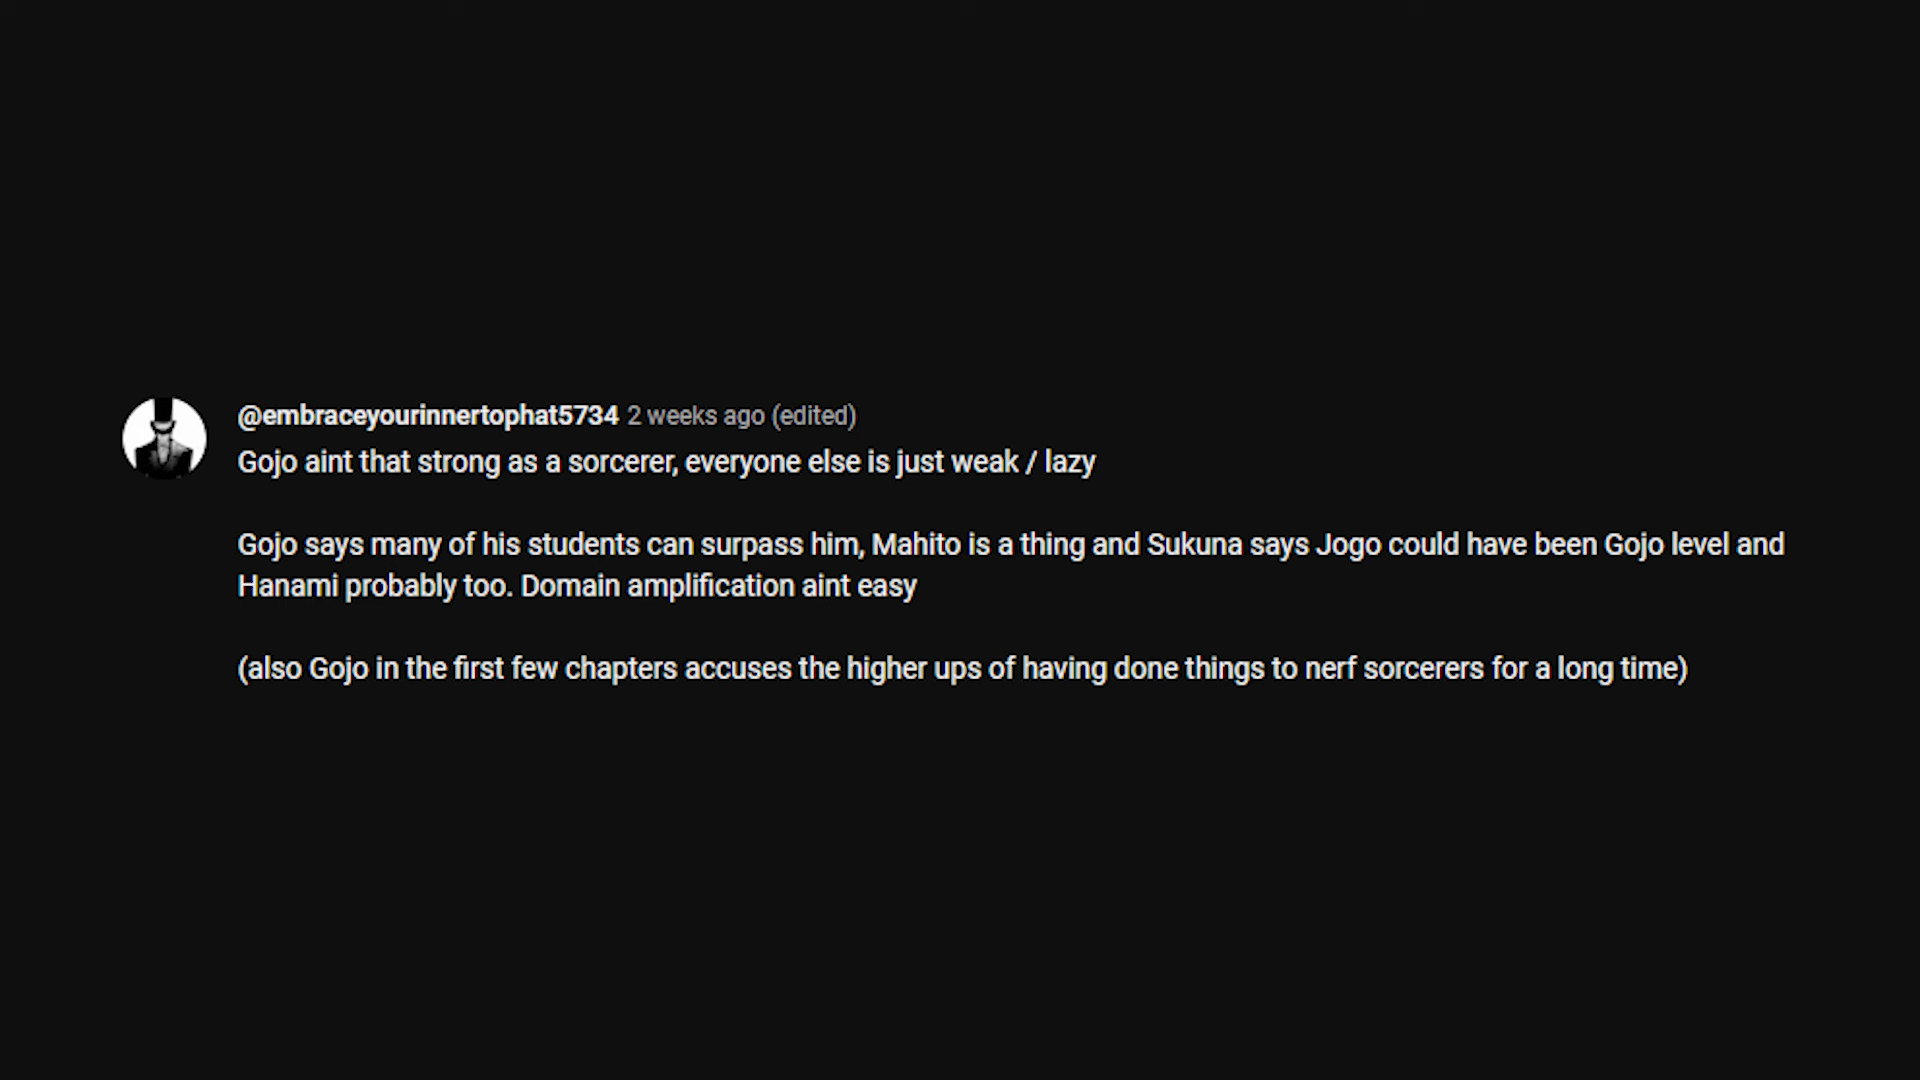 @embraceyourinnertophat5734 2 weeks ago (edited)
Gojo aint that strong as a sorcerer, everyone else is just weak / lazy
Gojo says many of his students can surpass him, Mahito is a thing and Sukuna says Jogo could have been Gojo level and
Hanami probably too. Domain amplification aint easy
(also Gojo in the first few chapters accuses the higher ups of having done things to nerf sorcerers for a long time)